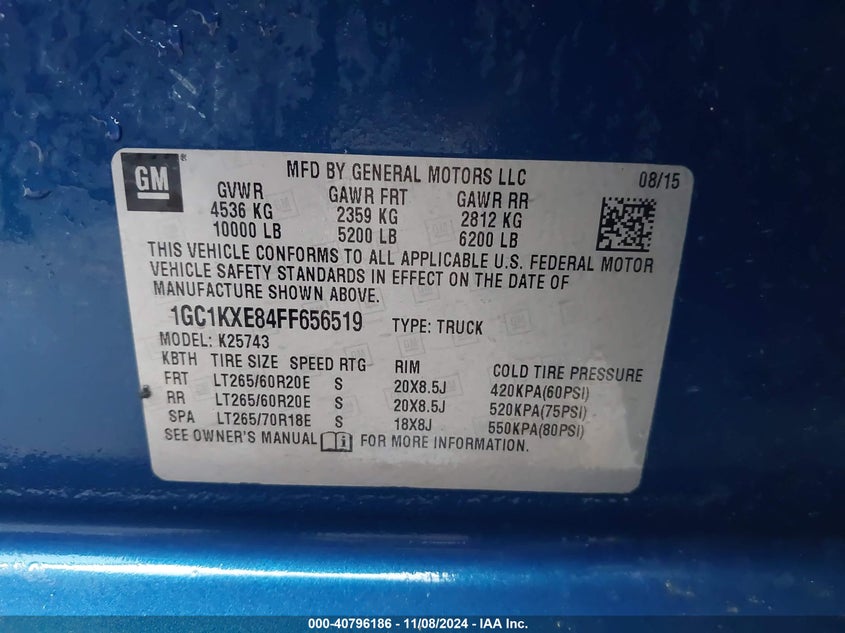 GM
MFD BY GENERAL MOTORS LLC 08/15
GVWR GAWR FRT GAWR RR
4536 KG 2359 KG 2812 KG
10000 LB 5200 LB 6200 LB
THIS VEHICLE CONFORMS TO ALL APPLICABLE U.S. FEDERAL MOTOR
VEHICLE SAFETY STANDARDS IN EFFECT ON THE DATE OF
MANUFACTURE SHOWN ABOVE.
1GC1KXE84FF656519 TYPE: TRUCK
MODEL: K25743
KBTH TIRE SIZE SPEED RTG RIM COLD TIRE PRESSURE
FRT LT265/60R20E S 20X8.5J 420KPA(60PSI)
RR LT265/60R20E S 20X8.5J 520KPA(75PSI)
SPA LT265/70R18E S 18X8J 550KPA(80PSI)
SEE OWNER'S MANUAL FOR MORE INFORMATION.
000-40796186 - 11/08/2024 - IAA Inc.